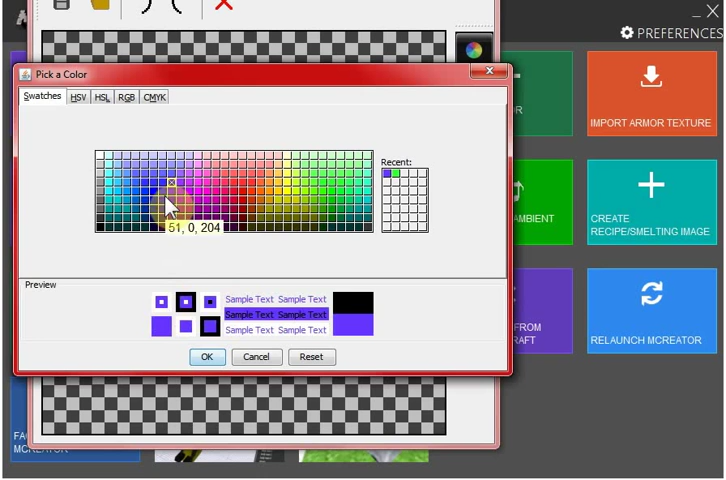 _ X
PREFERENCES
Pick a Color
Swatches HSV HSL RGB CMYK
OR
IMPORT ARMOR TEXTURE
Recent:
AMBIENT
CREATE
RECIPE/SMELTING IMAGE
51, 0, 204
Preview
Sample Text Sample Text
Sample Text Sample Text
Sample Text Sample Text
FROM
RAFT
RELAUNCH MCREATOR
OK Cancel Reset
FA
MCREATOR